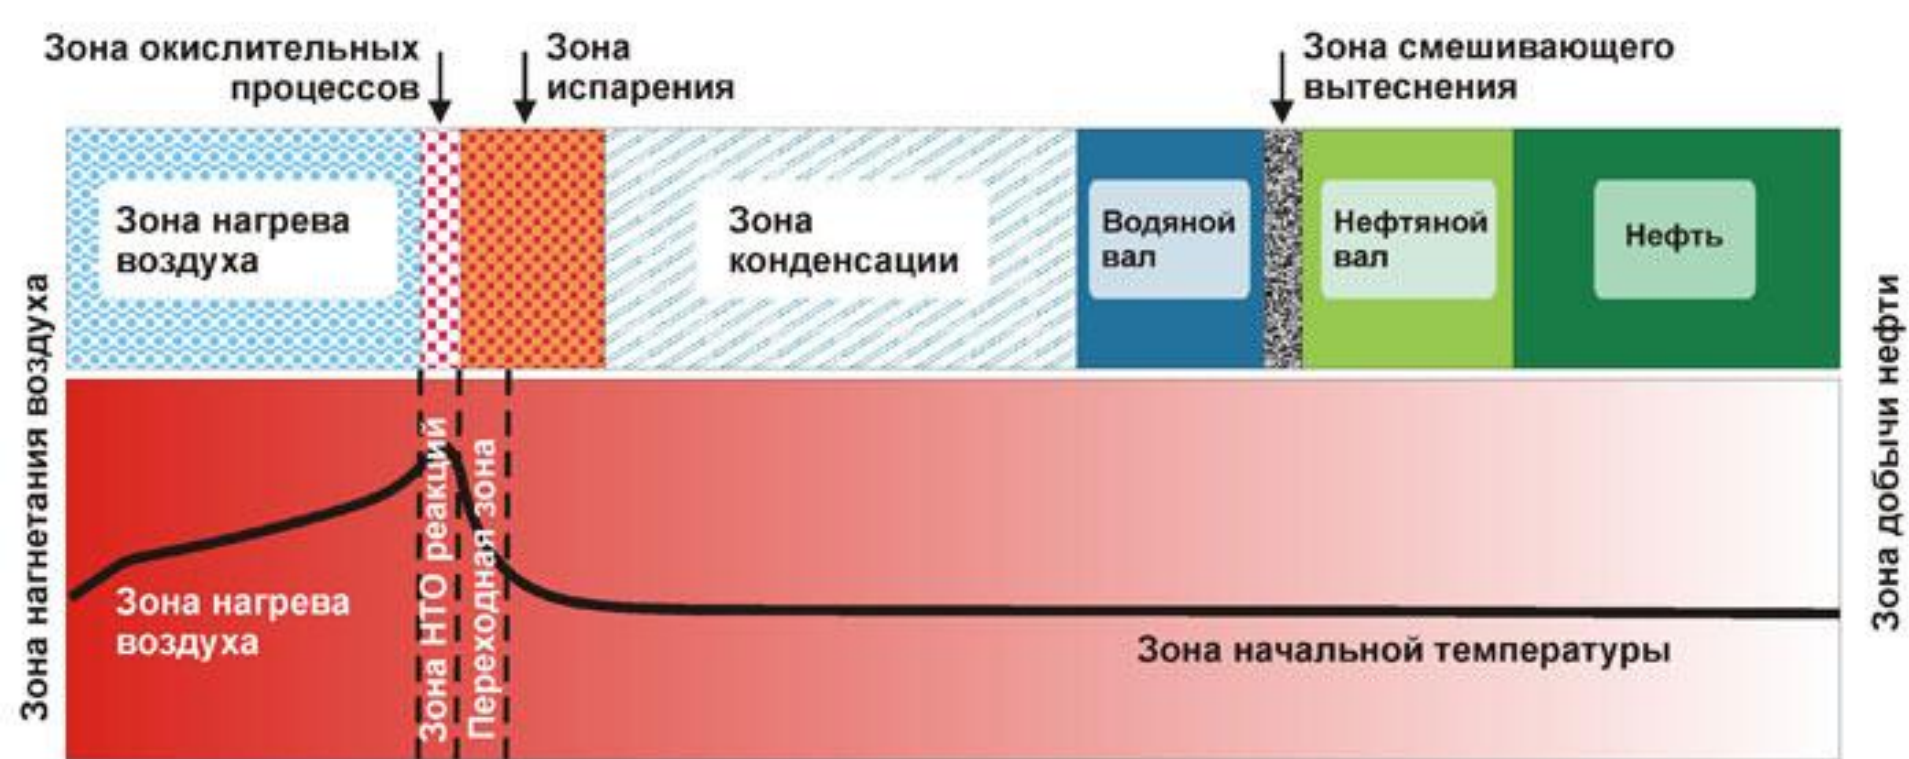 Зона окислительных
процессов
Зона
испарения
Зона смешивающего
вытеснения
Зона нагрева
воздуха
Зона
конденсации
Водяной
вал
Нефтяной
вал
Нефть
Зона нагнетания воздуха
Зона добычи нефти
Зона нагрева
воздуха
Зона НТО реакций
Переходная зона
Зона начальной температуры